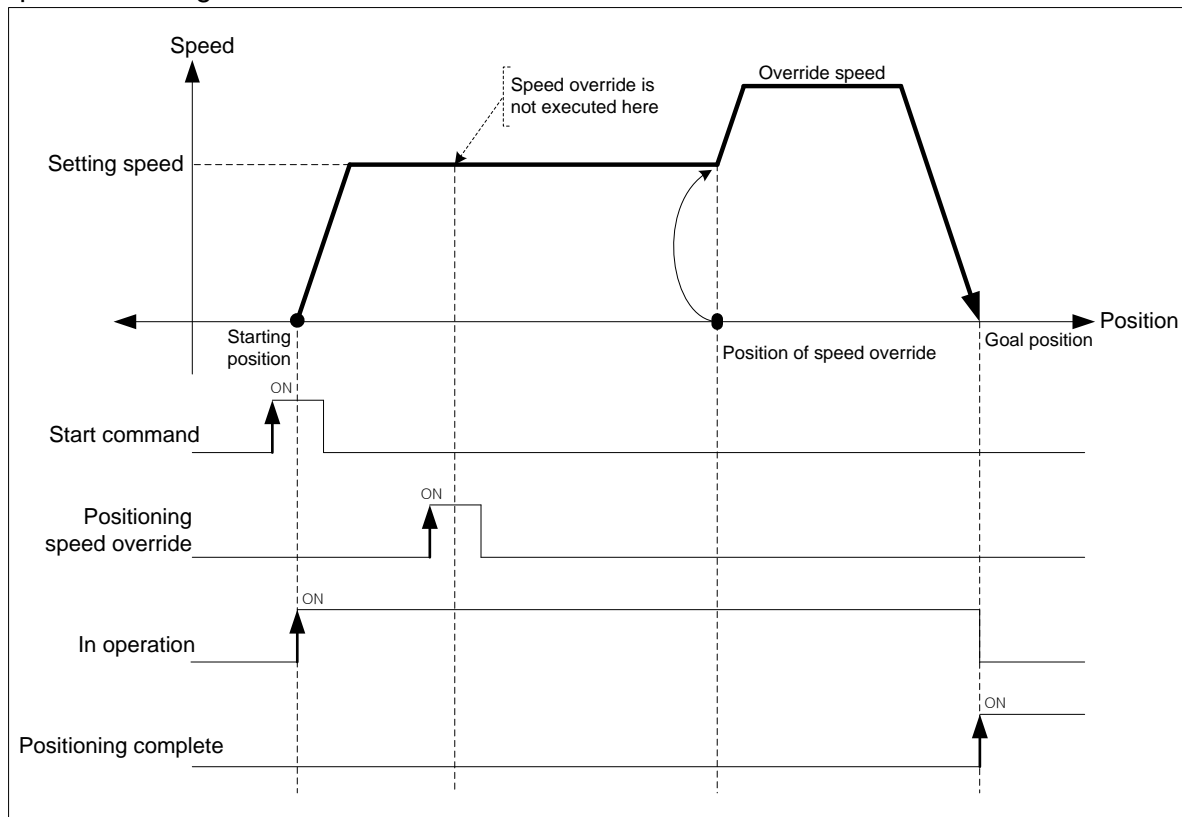 Speed
Override speed
Speed override is
not executed here
Setting speed
Position
Starting
position
Position of speed override
Goal position
ON
Start command
ON
Positioning
speed override
ON
In operation
ON
Positioning complete